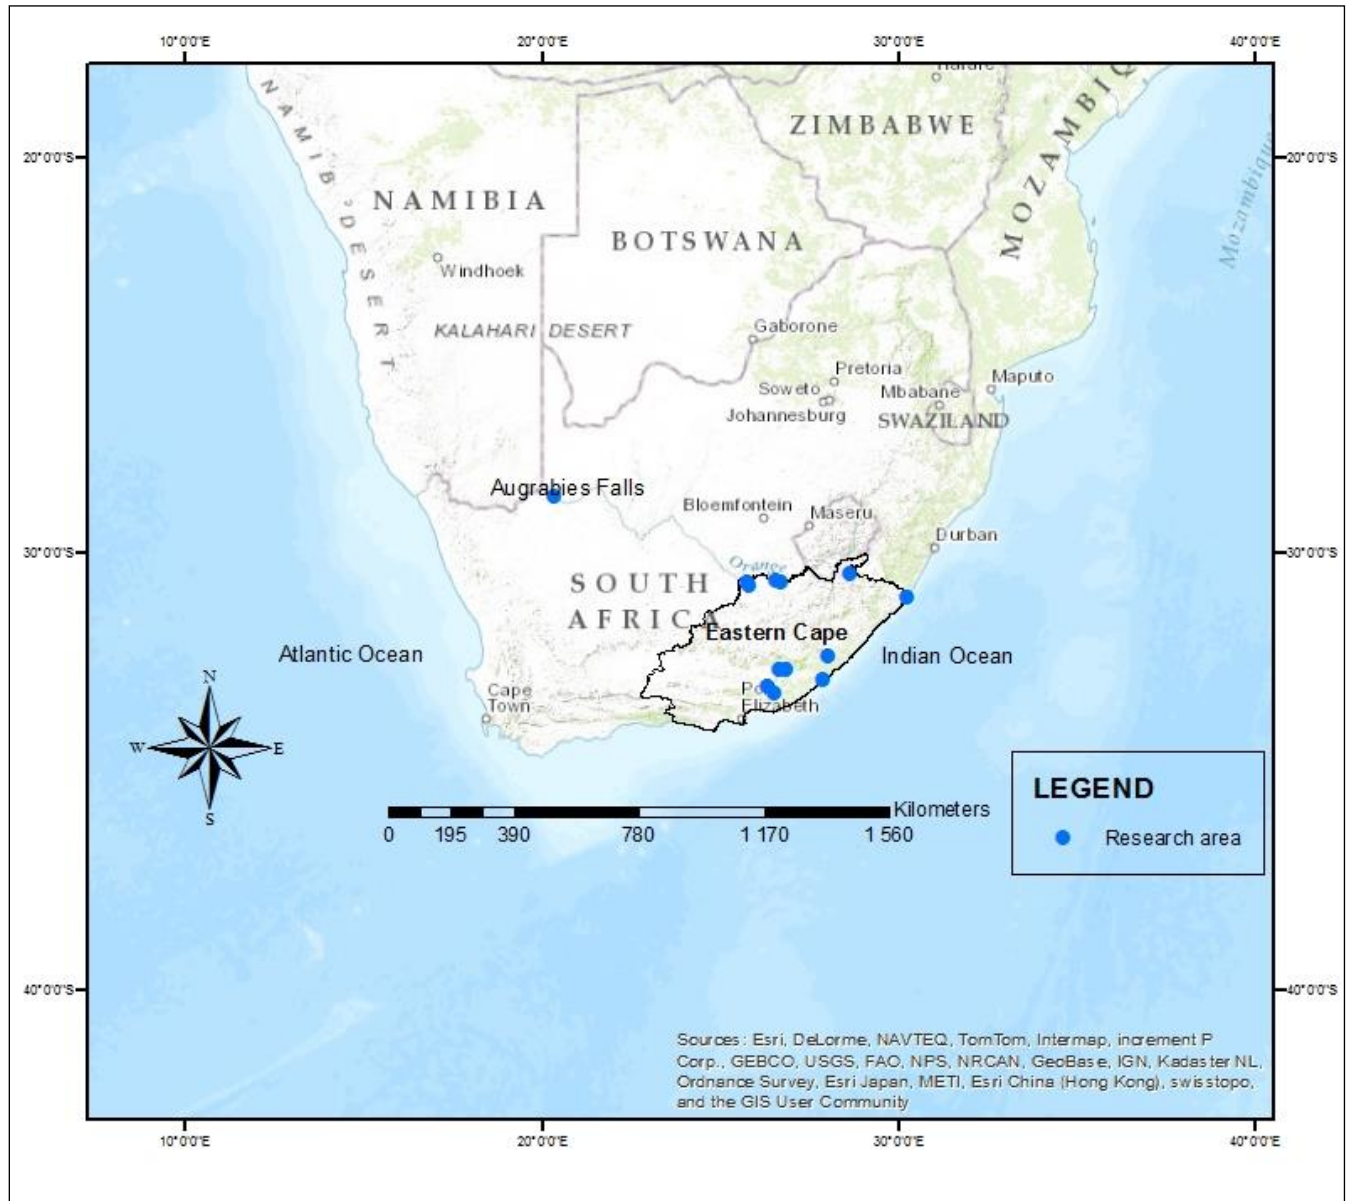 10°0'0"E 20°0'0"E 30°0'0"E 40°0'0"E
Harare
NAMIB DESERT
ZIMBABWE
MOZAMBIQ
20°0'0"S 20°0'0"S
Mozambique
NAMIBIA
BOTSWANA
Windhoek
KALAHARI DESERT
Gaborone
Pretoria
Soweto
Mbabane
Maputo
Johannesburg
SWAZILAND
Augrabies Falls
Bloemfontein
Maseru
Durban
30°0'0"S 30°0'0"S
Orange
SOUTH
AFRICA
Eastern Cape
Atlantic Ocean
Indian Ocean
N
Cape
Town
Po
Elizabeth
W E
S
LEGEND
Research area
Kilometers
0 195 390 780 1 170 1 560
40°0'0"S 40°0'0"S
Sources: Esri, DeLorme, NAVTEQ, TomTom, Intermap, increment P
Corp., GEBCO, USGS, FAO, NPS, NRCAN, GeoBase, IGN, Kadaster NL,
Ordnance Survey, Esri Japan, METI, Esri China (Hong Kong), swisstopo,
and the GIS User Community
10°0'0"E 20°0'0"E 30°0'0"E 40°0'0"E